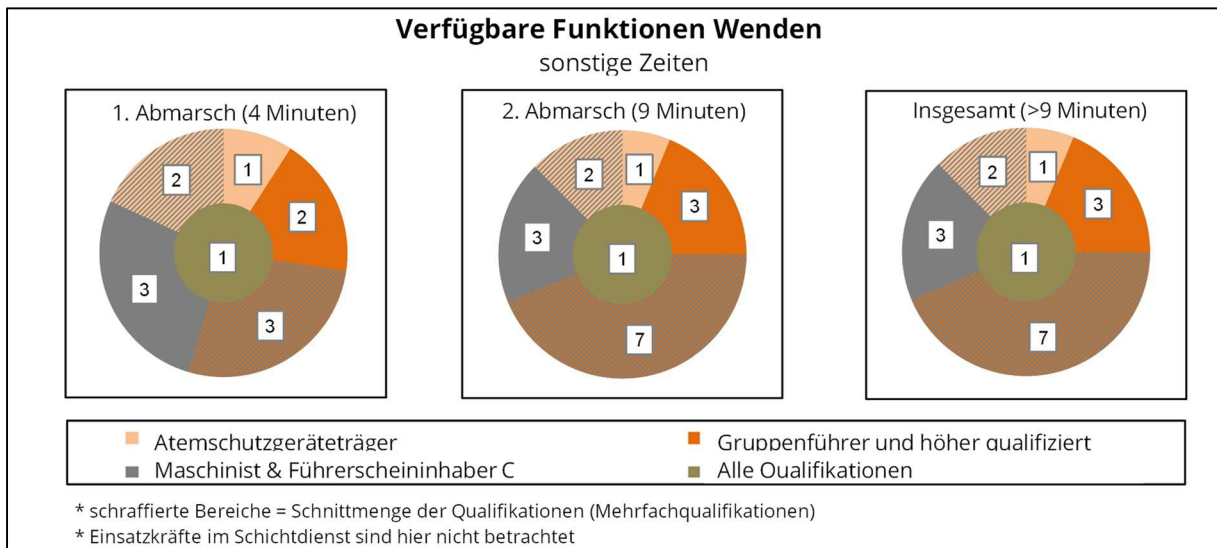 Verfügbare Funktionen Wenden
sonstige Zeiten
1. Abmarsch (4 Minuten)
2
1
2
1
3
3
2. Abmarsch (9 Minuten)
2
1
3
3
1
7
Insgesamt (>9 Minuten)
2
1
3
3
1
7
Atemschutzgeräteträger
Gruppenführer und höher qualifiziert
Maschinist & Führerscheininhaber C
Alle Qualifikationen
* schraffierte Bereiche = Schnittmenge der Qualifikationen (Mehrfachqualifikationen)
* Einsatzkräfte im Schichtdienst sind hier nicht betrachtet